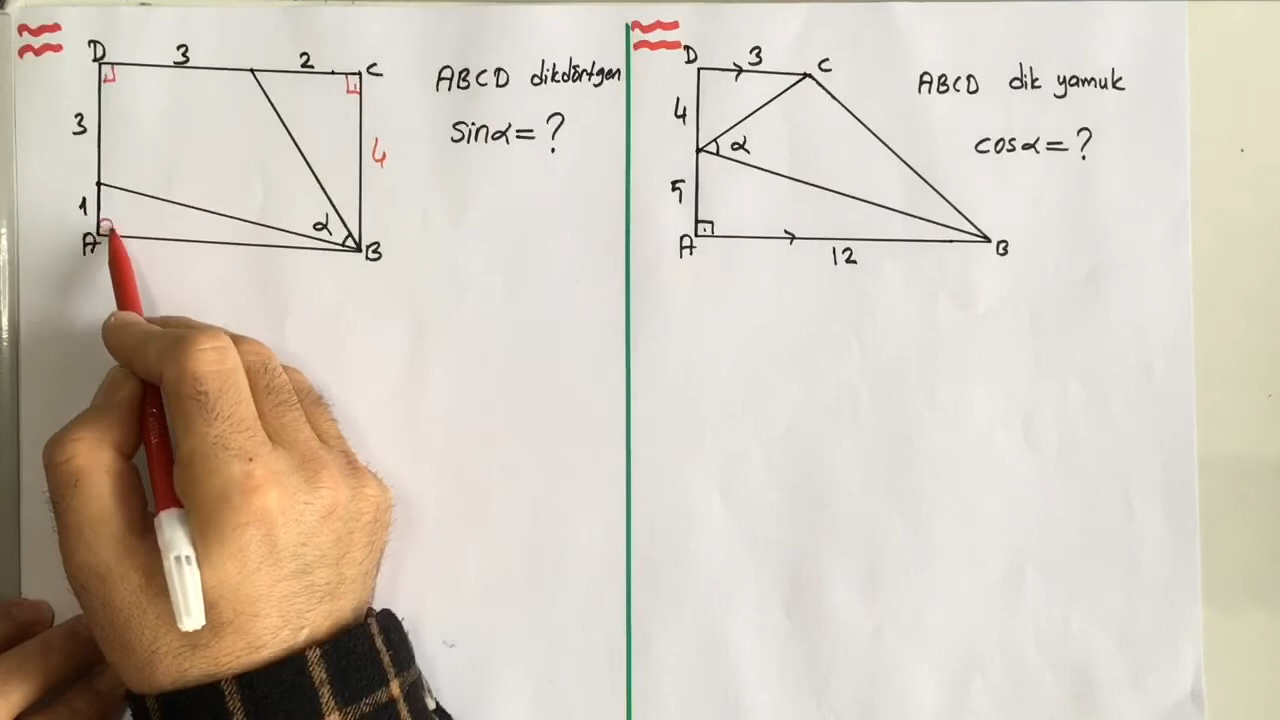 D 3 2 C
3
4
1
α
A B
ABCD dikdörtgen
sinα = ?
D 3 C
4
α
5
A 12 B
ABCD dik yamuk
cosα = ?